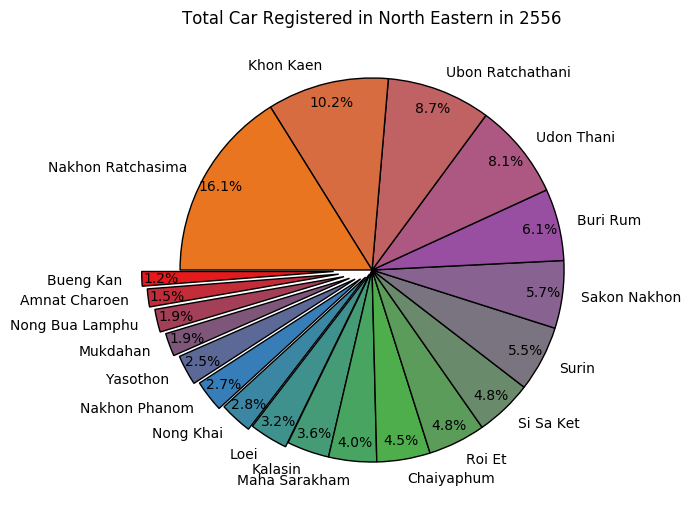 Total Car Registered in North Eastern in 2556
Khon Kaen
10.2%
Ubon Ratchathani
8.7%
Udon Thani
8.1%
Buri Rum
6.1%
Sakon Nakhon
5.7%
Surin
5.5%
Si Sa Ket
4.8%
Roi Et
4.8%
Chaiyaphum
4.5%
Maha Sarakham
4.0%
Kalasin
3.6%
Loei
3.2%
Nong Khai
2.8%
Nakhon Phanom
2.7%
Yasothon
2.5%
Mukdahan
1.9%
Nong Bua Lamphu
1.9%
Amnat Charoen
1.5%
Bueng Kan
1.2%
Nakhon Ratchasima
16.1%